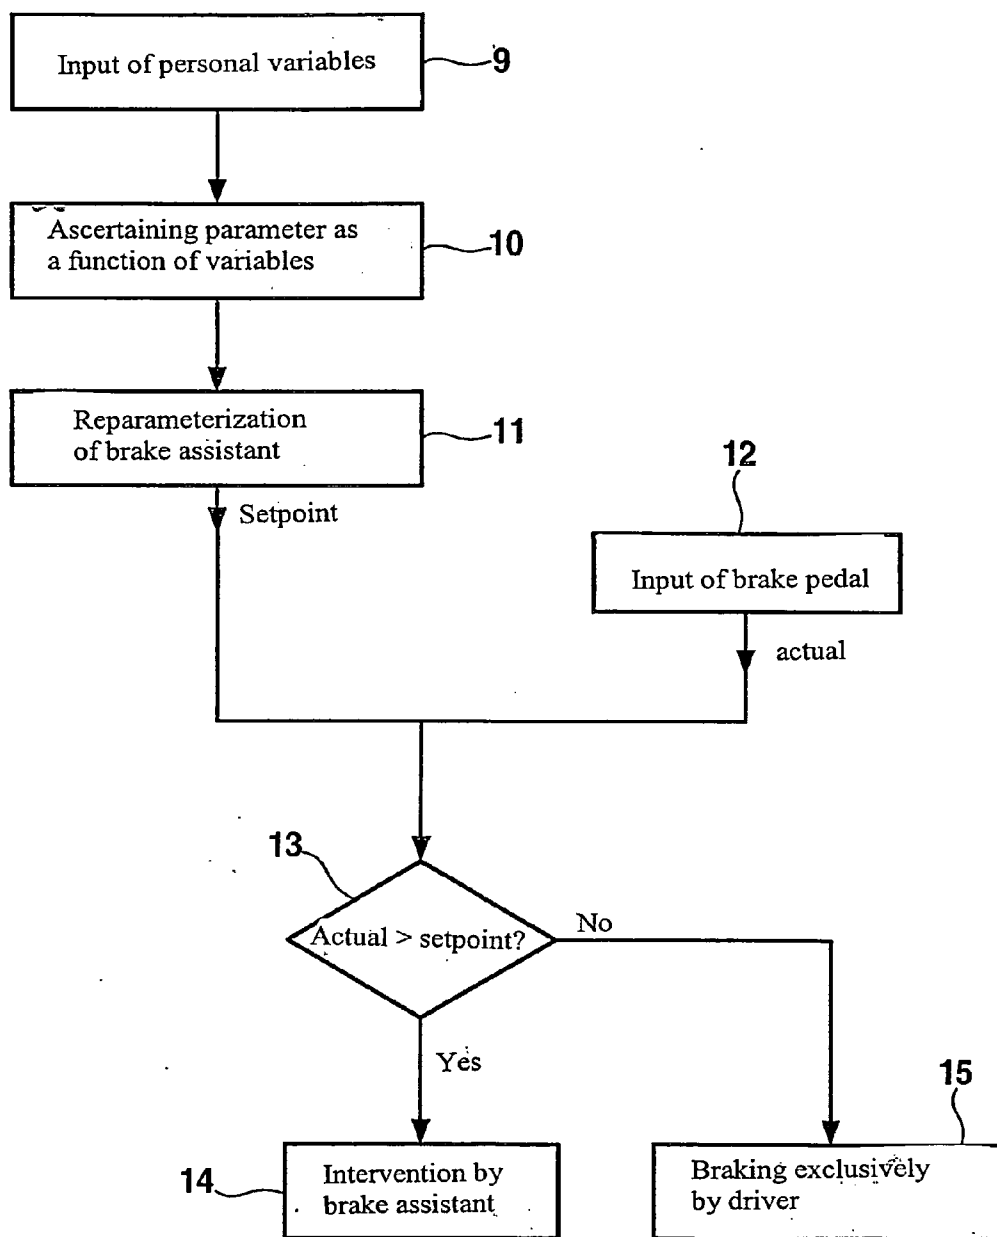 Input of personal variables
9
Ascertaining parameter as
a function of variables
10
Reparameterization
of brake assistant
11
12
Setpoint
Input of brake pedal
actual
13
Actual > setpoint?
No
Yes
15
14
Intervention by
brake assistant
Braking exclusively
by driver